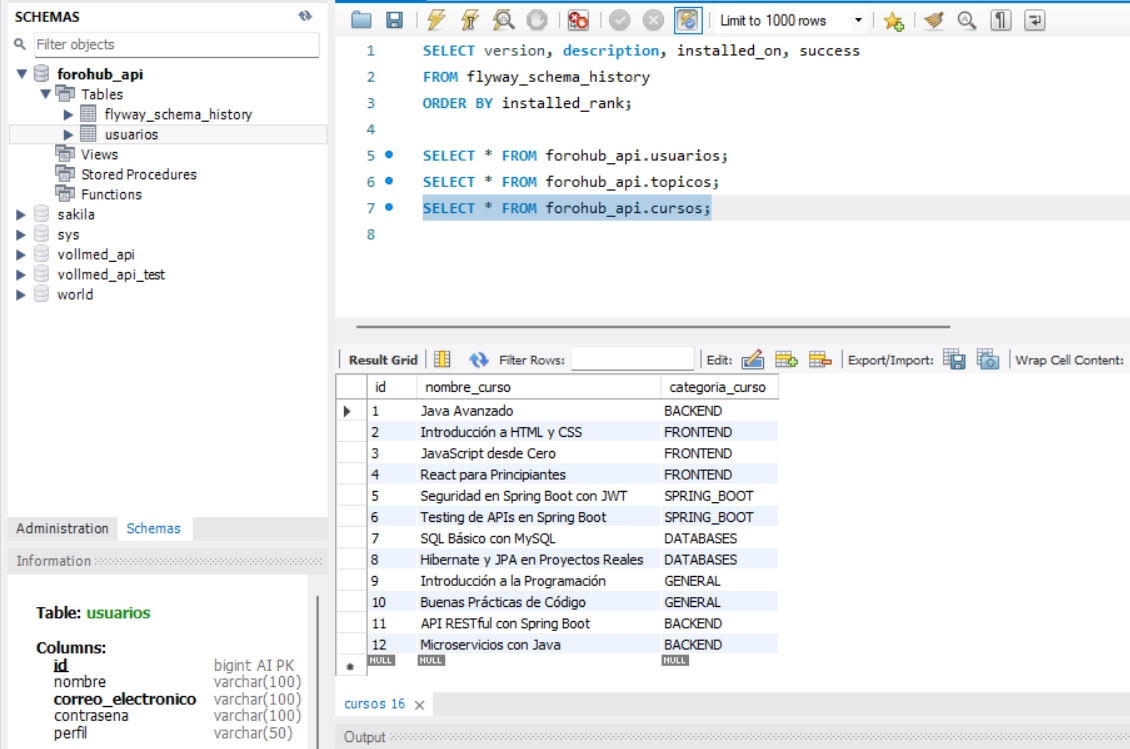 SCHEMAS
Filter objects
forohub_api
Tables
flyway_schema_history
usuarios
Views
Stored Procedures
Functions
sakila
sys
vollmed_api
vollmed_api_test
world
Administration Schemas
Information
Table: usuarios
Columns:
id bigint AI PK
nombre varchar(100)
correo_electronico varchar(100)
contrasena varchar(100)
perfil varchar(50)
Limit to 1000 rows
1 SELECT version, description, installed_on, success
2 FROM flyway_schema_history
3 ORDER BY installed_rank;
4
5 SELECT * FROM forohub_api.usuarios;
6 SELECT * FROM forohub_api.topicos;
7 SELECT * FROM forohub_api.cursos;
8
Result Grid Filter Rows: Edit: Export/Import: Wrap Cell Content:
id nombre_curso categoria_curso
1 Java Avanzado BACKEND
2 Introducción a HTML y CSS FRONTEND
3 JavaScript desde Cero FRONTEND
4 React para Principiantes FRONTEND
5 Seguridad en Spring Boot con JWT SPRING_BOOT
6 Testing de APIs en Spring Boot SPRING_BOOT
7 SQL Básico con MySQL DATABASES
8 Hibernate y JPA en Proyectos Reales DATABASES
9 Introducción a la Programación GENERAL
10 Buenas Prácticas de Código GENERAL
11 API RESTful con Spring Boot BACKEND
12 Microservicios con Java BACKEND
NULL NULL NULL
cursos 16
Output